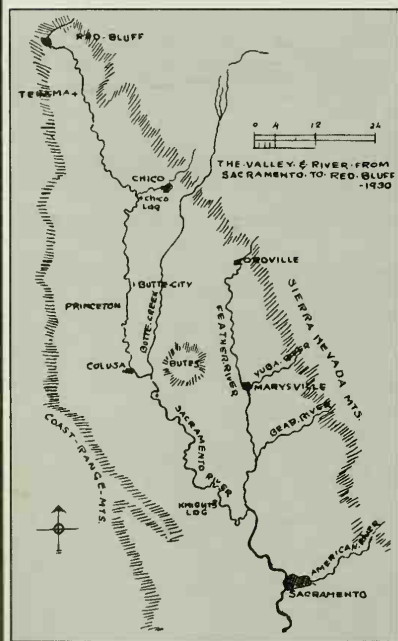 RED-BLUFF
TEHAMA
0 4 12 24
THE-VALLEY-&-RIVER-FROM
SACRAMENTO-TO-RED-BLUFF
-1930
CHICO
CHICO
LDG
OROVILLE
BUTTE-CITY
BUTTE-CREEK
FEATHER RIVER
SIERRA NEVADA MTS.
PRINCETON
BUTES
YUBA RIVER
COLUSA
MARYSVILLE
SACRAMENTO RIVER
BEAR RIVER
COAST-RANGE-MTS.
KNIGHTS
LDG
AMERICAN-RIVER
SACRAMENTO